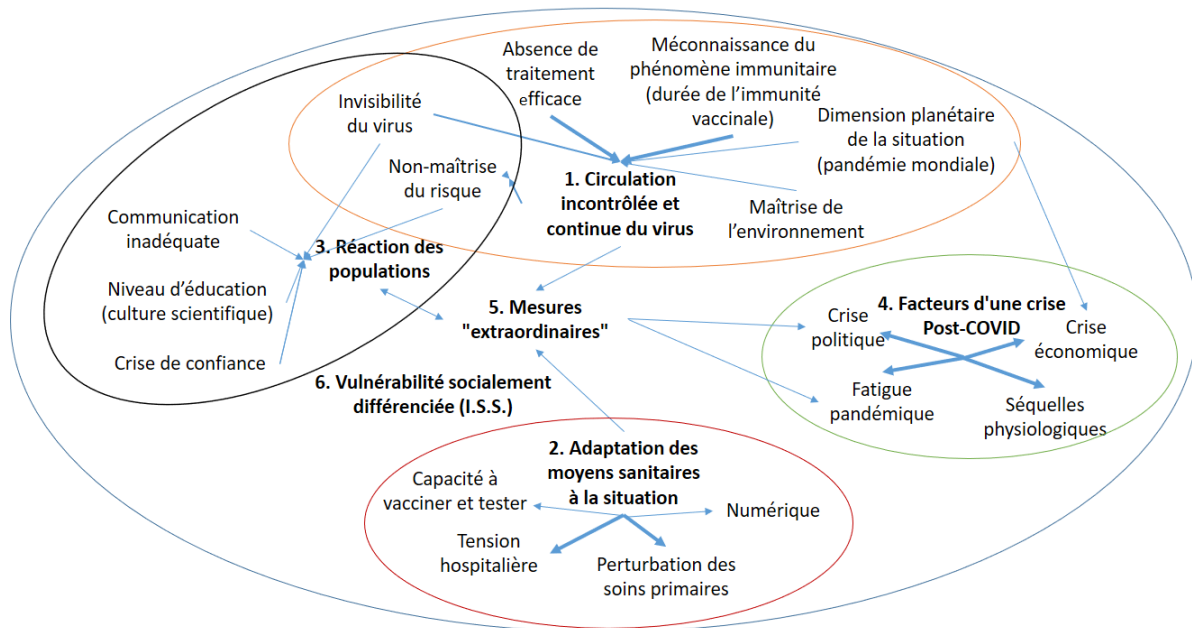 Absence de
traitement
efficace
Méconnaissance du
phénomène immunitaire
(durée de l’immunité
vaccinale)
Invisibilité
du virus
Dimension planétaire
de la situation
(pandémie mondiale)
Non-maîtrise
du risque
1. Circulation
incontrôlée et
continue du virus
Maîtrise de
l’environnement
Communication
inadéquate
3. Réaction des
populations
Niveau d’éducation
(culture scientifique)
Crise de confiance
5. Mesures
"extraordinaires"
4. Facteurs d'une crise
Post-COVID
Crise
politique
Crise
économique
Fatigue
pandémique
Séquelles
physiologiques
6. Vulnérabilité socialement
différenciée (I.S.S.)
2. Adaptation des
moyens sanitaires
à la situation
Capacité à
vacciner et tester
Numérique
Tension
hospitalière
Perturbation des
soins primaires